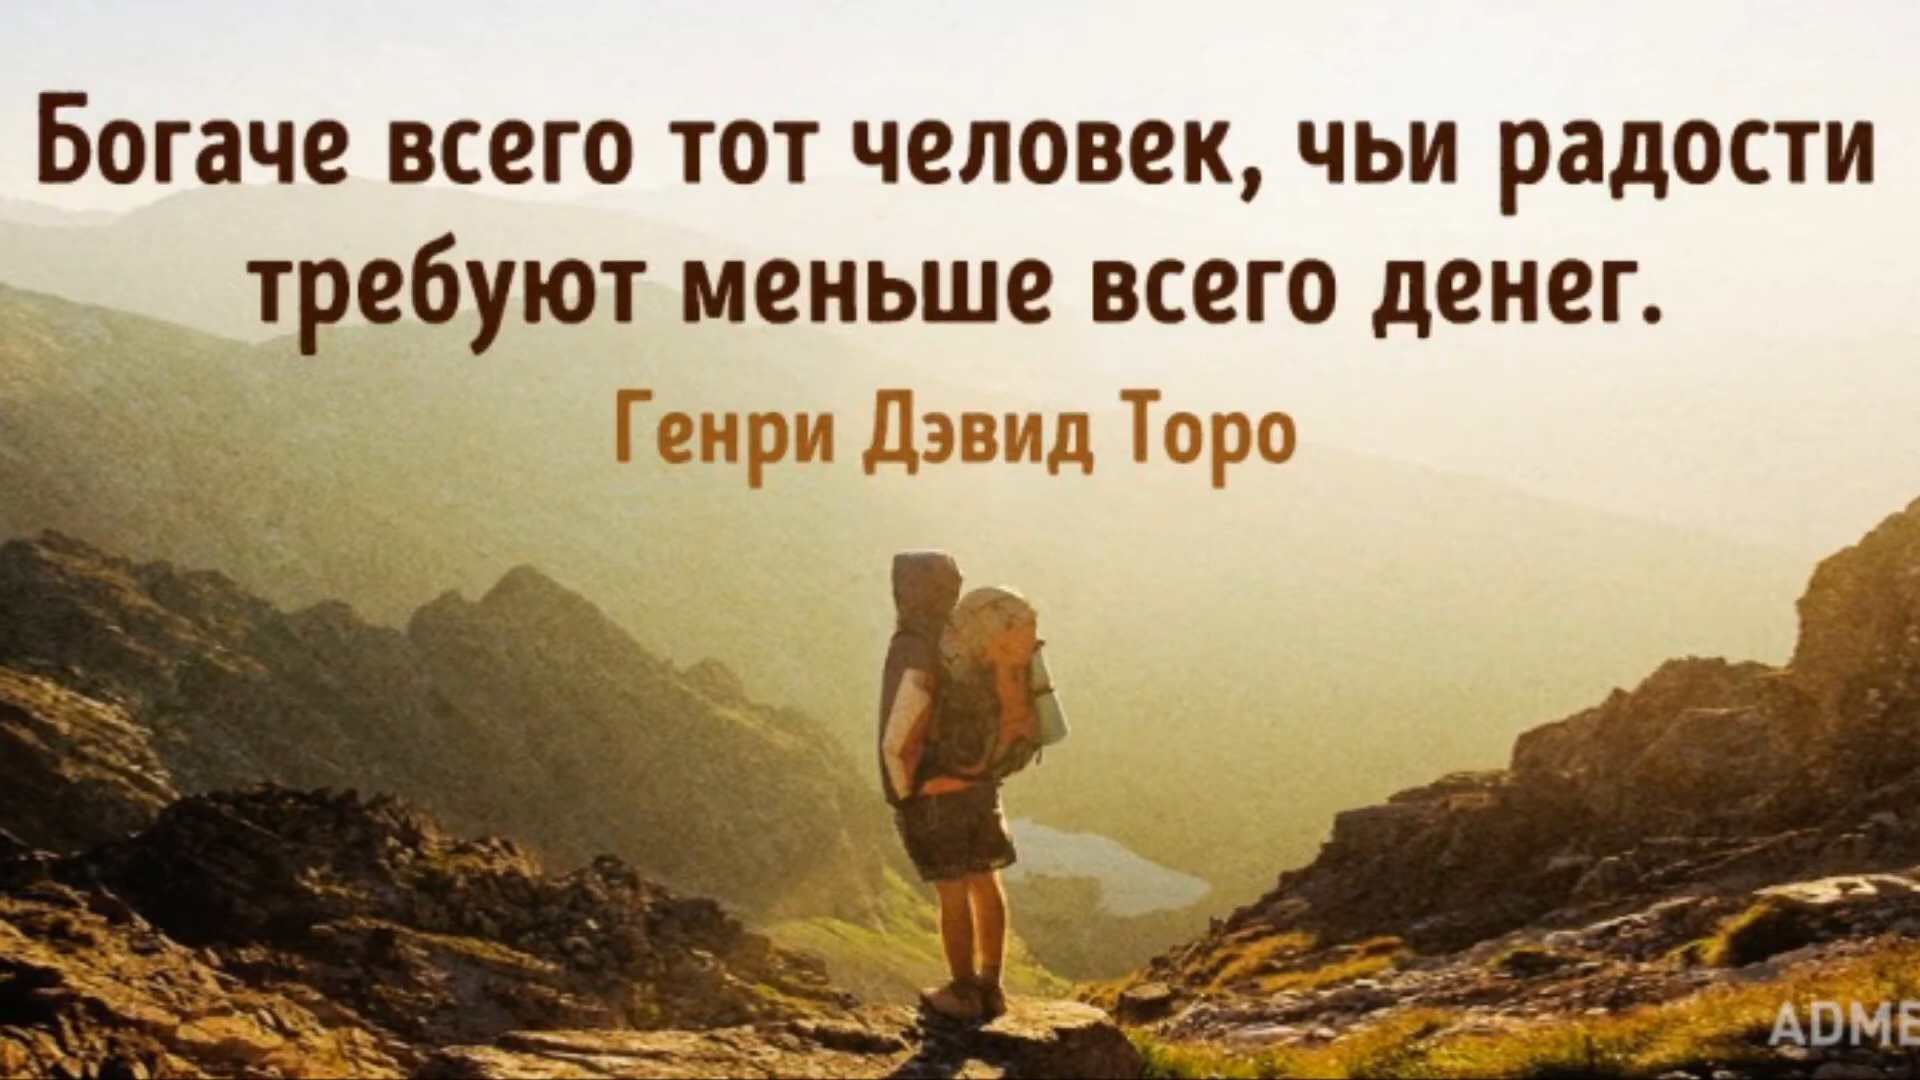 Богаче всего тот человек, чьи радости
требуют меньше всего денег.
Генри Дэвид Торо
ADME